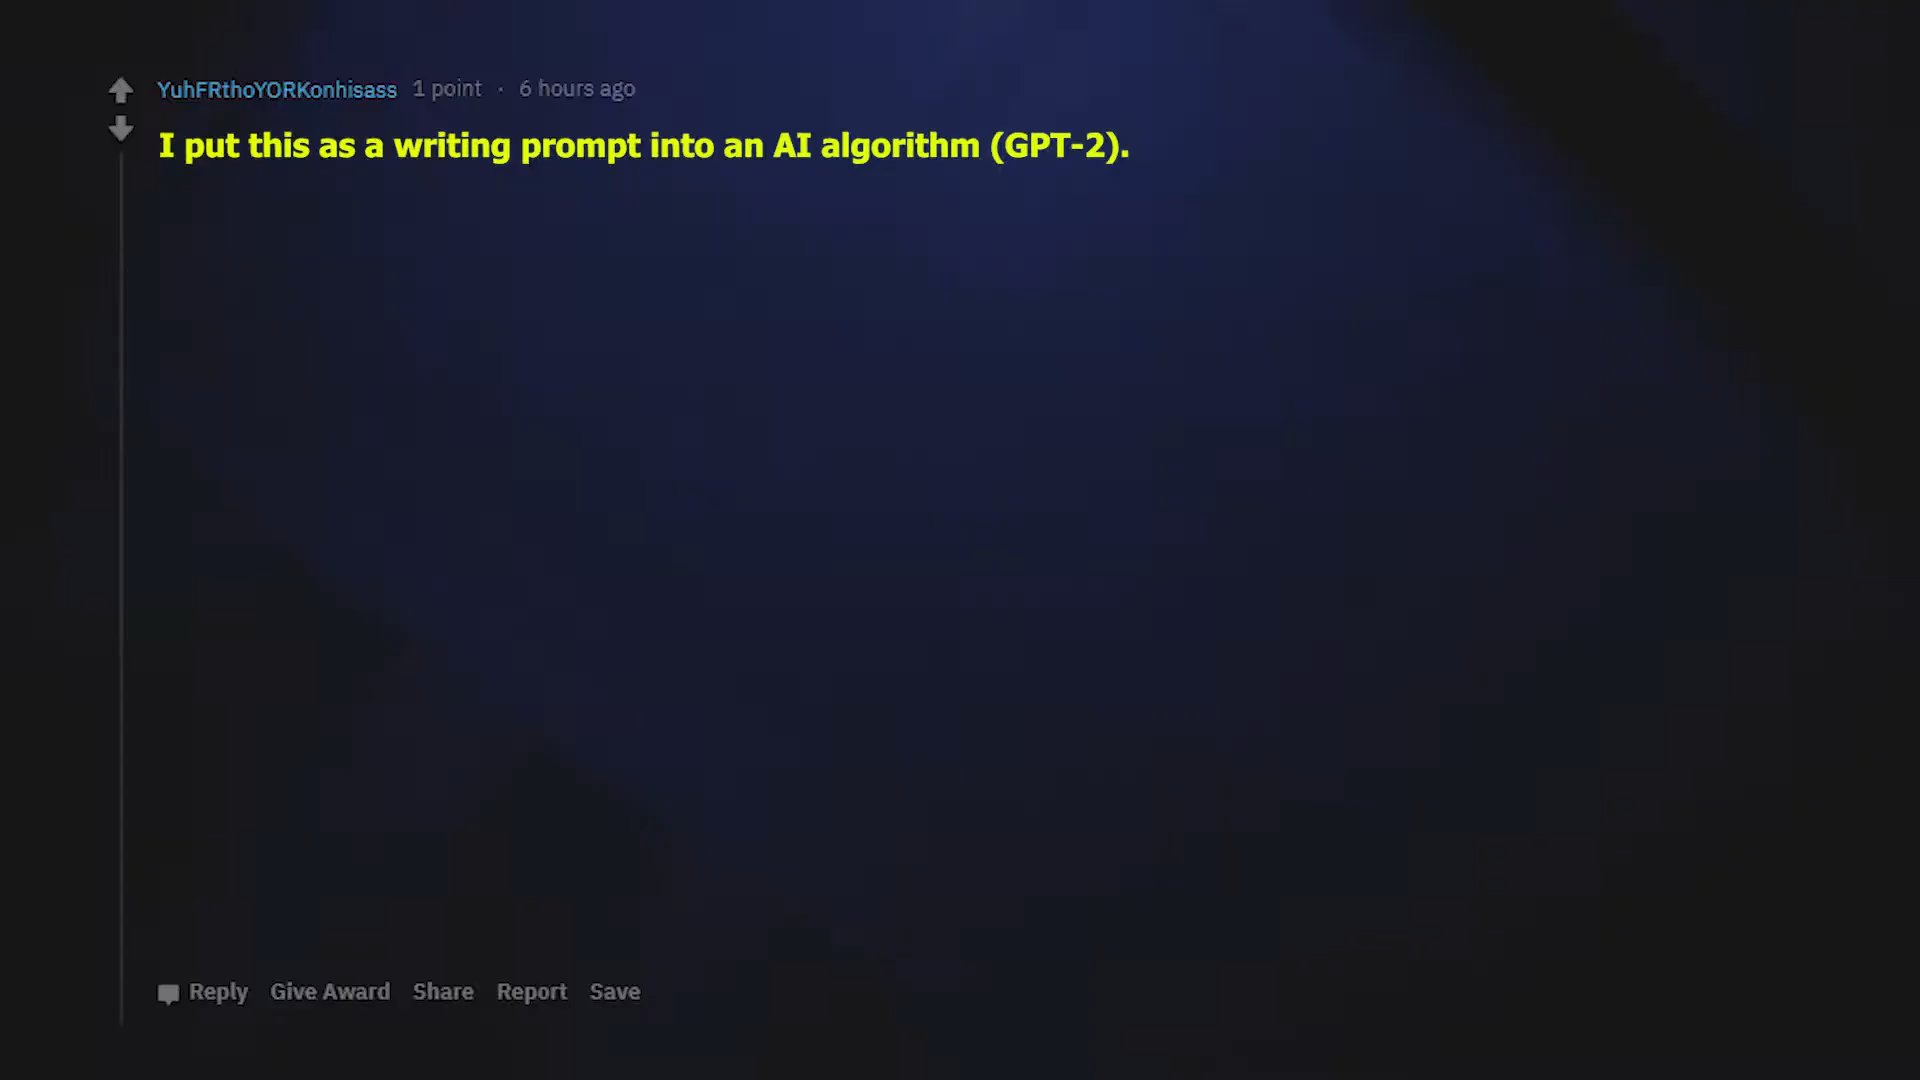 YuhFRthoYORKonhisass 1 point · 6 hours ago
I put this as a writing prompt into an AI algorithm (GPT-2).
Reply Give Award Share Report Save